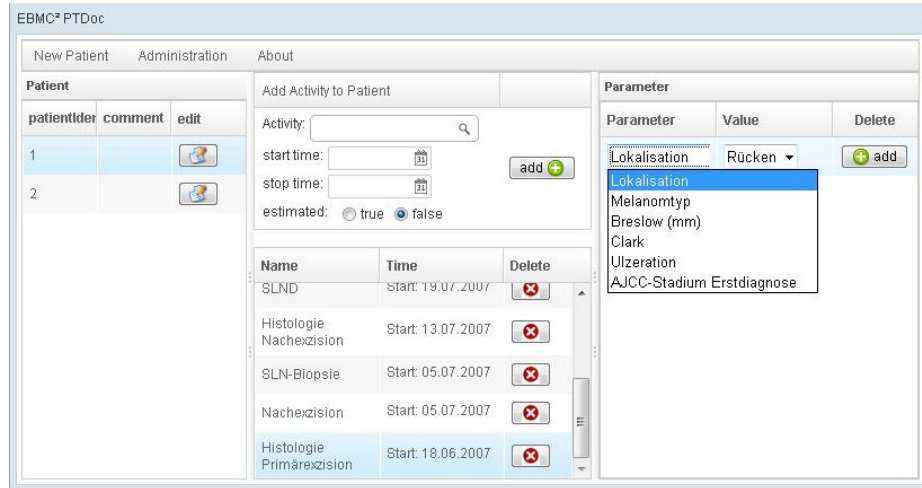 EBMC² PTDoc
New Patient Administration About
Patient
patientIder comment edit
1
2
Add Activity to Patient
Activity:
start time: 31
stop time: 31
estimated: true false
add
Name Time Delete
SLND Start: 19.07.2007
Histologie
Nachexzision Start: 13.07.2007
SLN-Biopsie Start: 05.07.2007
Nachexzision Start: 05.07.2007
Histologie
Primärexzision Start: 18.06.2007
Parameter
Parameter Value Delete
Lokalisation Rücken add
Lokalisation
Melanomtyp
Breslow (mm)
Clark
Ulzeration
AJCC-Stadium Erstdiagnose